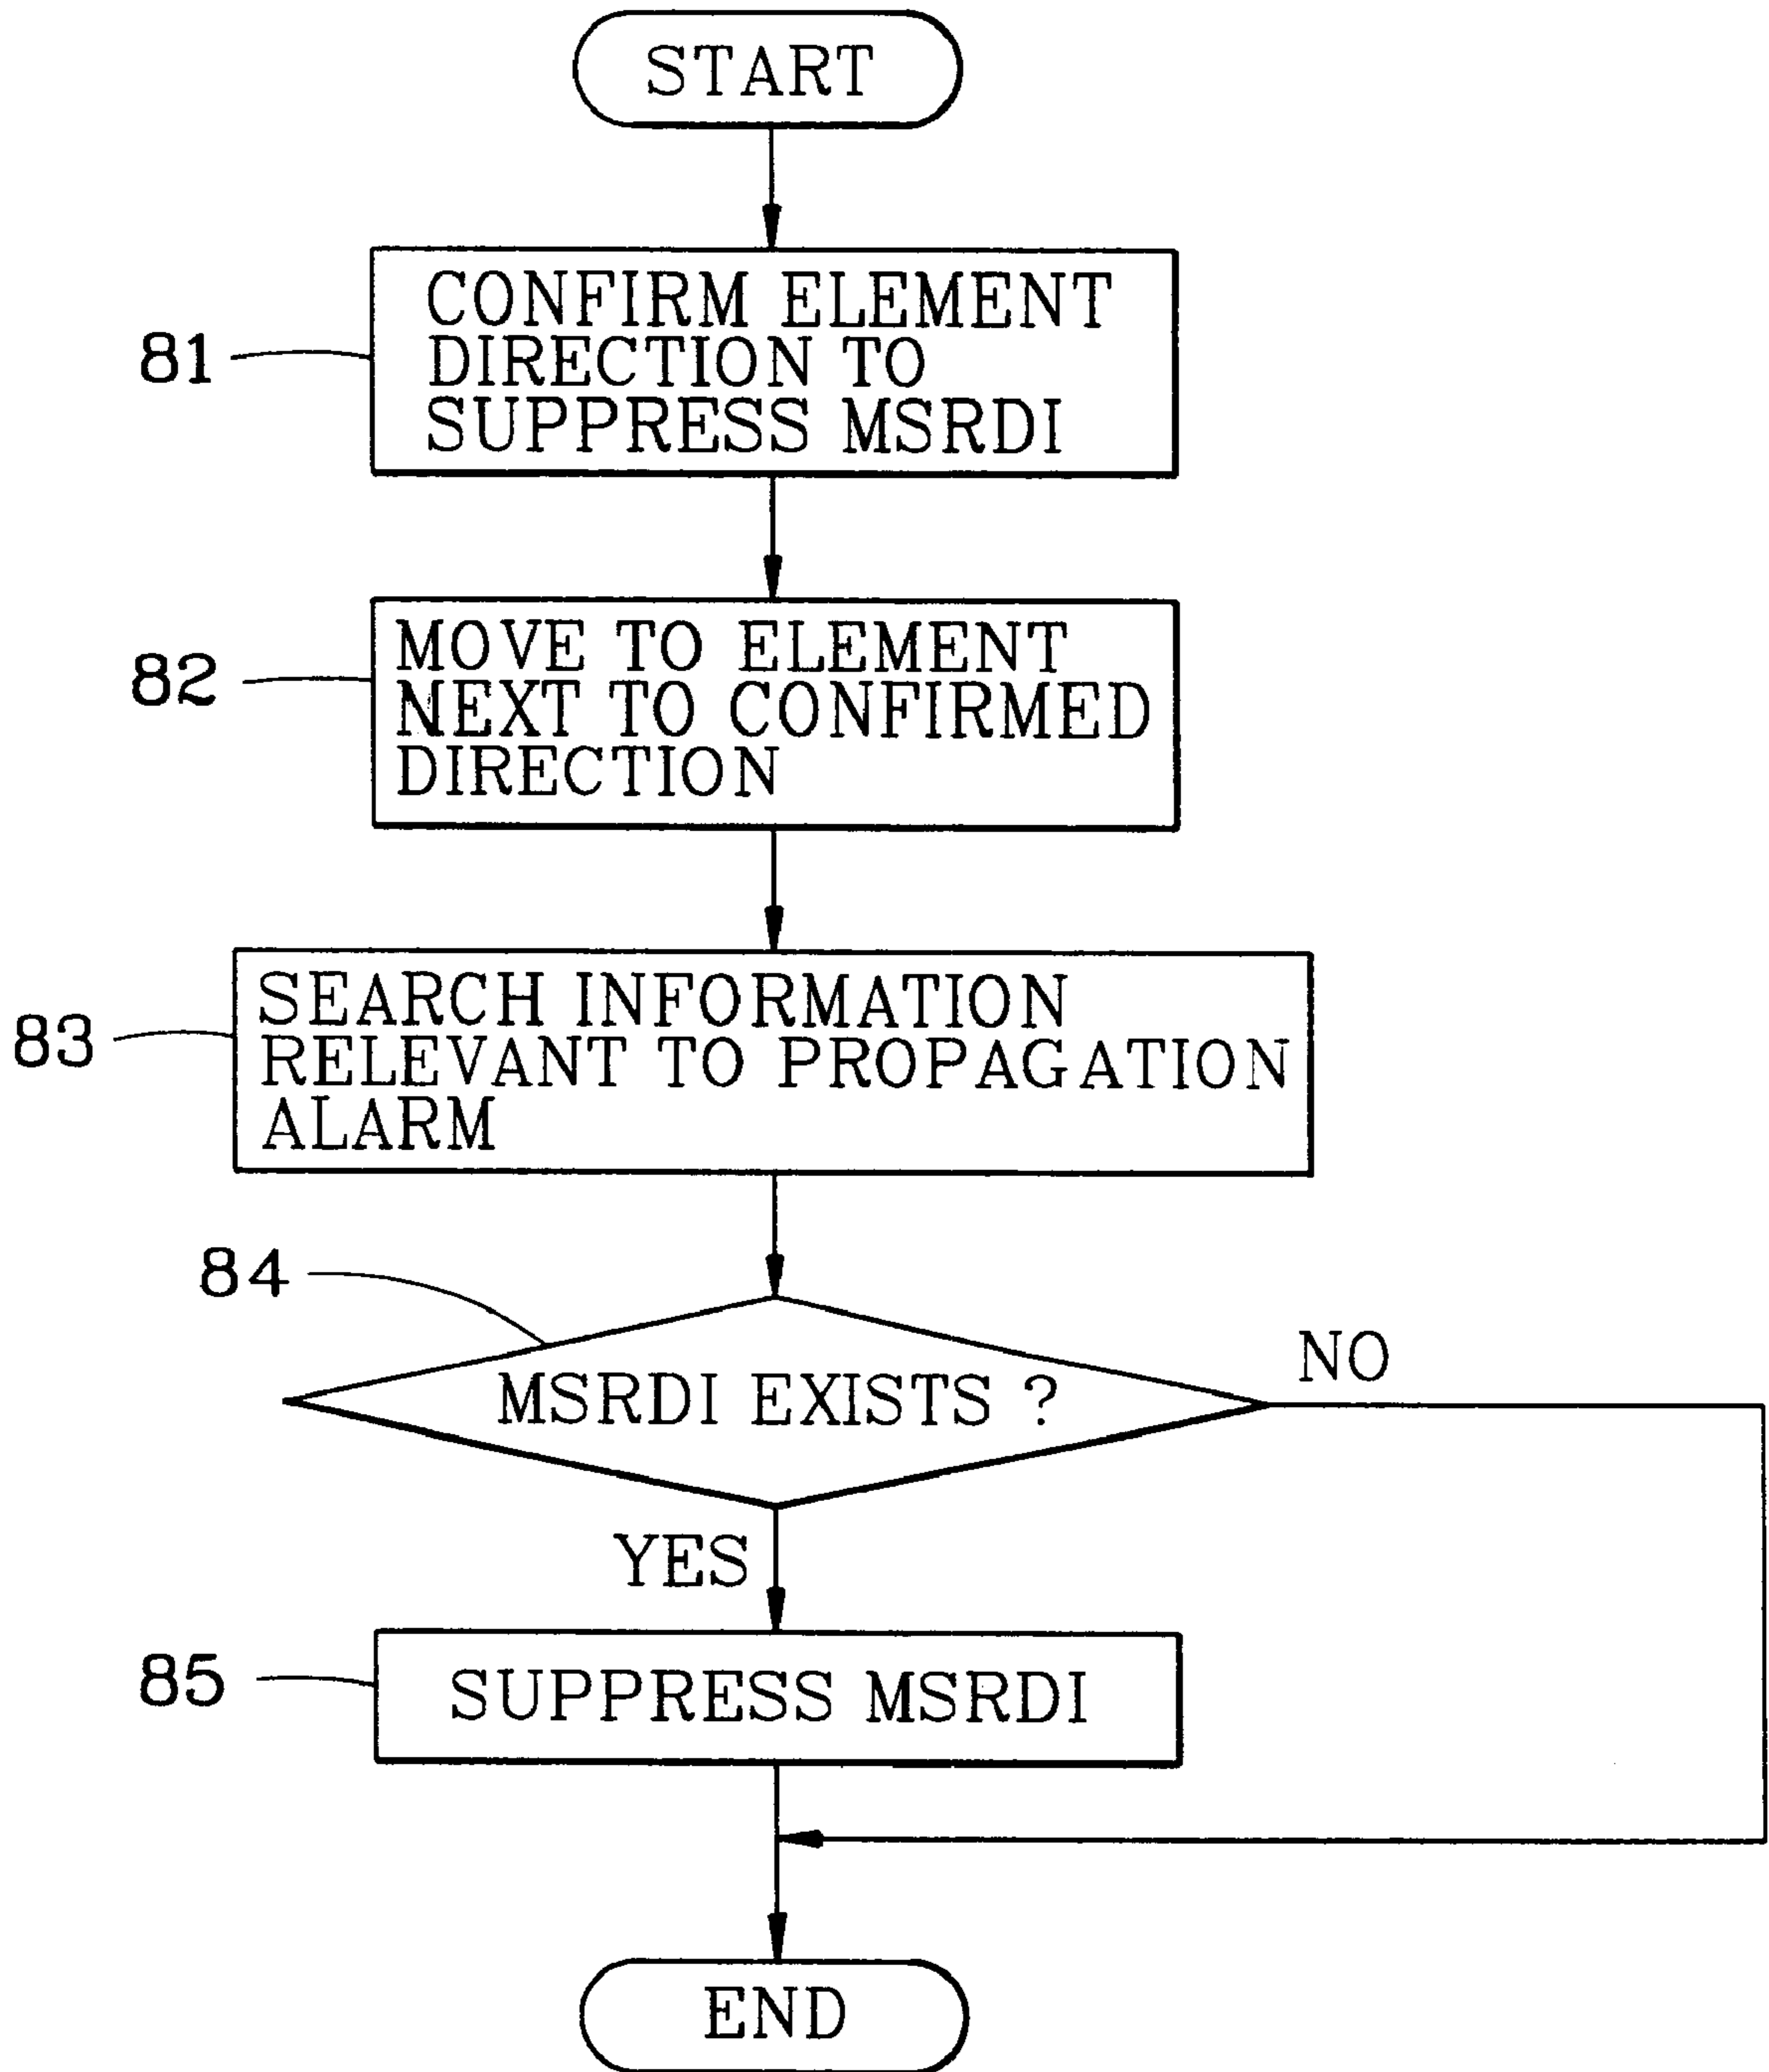 START
CONFIRM ELEMENT
DIRECTION TO
SUPPRESS MSRDI
81
MOVE TO ELEMENT
NEXT TO CONFIRMED
DIRECTION
82
SEARCH INFORMATION
RELEVANT TO PROPAGATION
ALARM
83
84
MSRDI EXISTS ?
NO
YES
85
SUPPRESS MSRDI
END